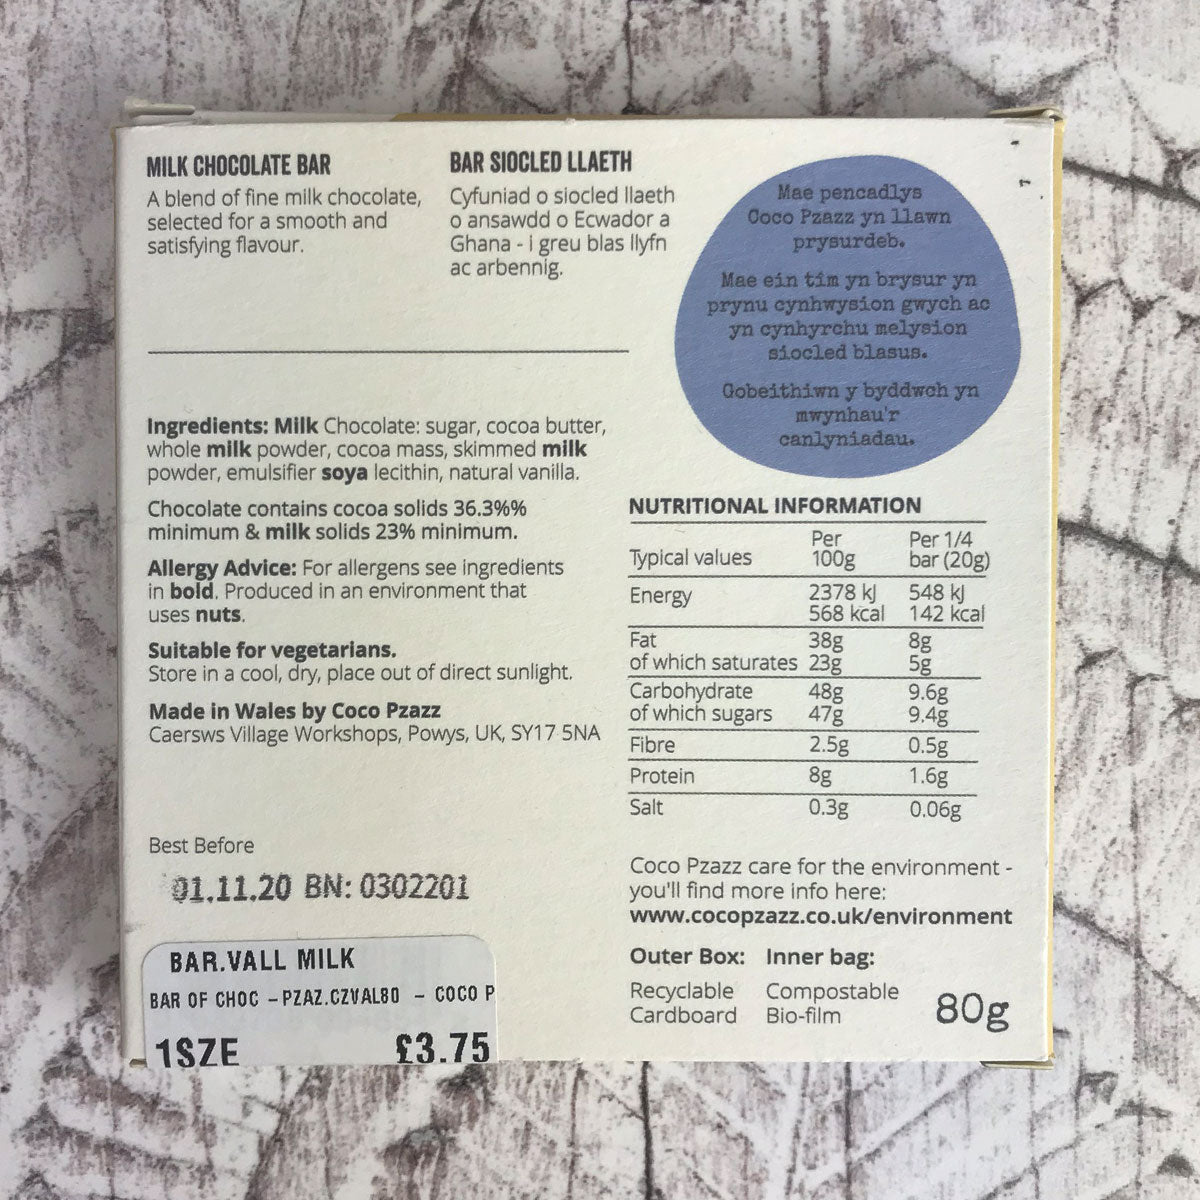 MILK CHOCOLATE BAR
A blend of fine milk chocolate,
selected for a smooth and
satisfying flavour.
BAR SIOCLED LLAETH
Cyfuniad o siocled llaeth
o ansawdd o Ecwador a
Ghana - i greu blas llyfn
ac arbennig.
Mae pencadlys
Coco Pzazz yn llawn
prysurdeb.
Mae ein tîm yn brysur yn
prynu cynhwysion gwych ac
yn cynhyrchu melysion
siocled blasus.
Gobeithiwn y byddwch yn
mwynhau'r
canlyniadau.
Ingredients: Milk Chocolate: sugar, cocoa butter,
whole milk powder, cocoa mass, skimmed milk
powder, emulsifier soya lecithin, natural vanilla.
Chocolate contains cocoa solids 36.3%%
minimum & milk solids 23% minimum.
Allergy Advice: For allergens see ingredients
in bold. Produced in an environment that
uses nuts.
Suitable for vegetarians.
Store in a cool, dry, place out of direct sunlight.
Made in Wales by Coco Pzazz
Caersws Village Workshops, Powys, UK, SY17 5NA
Best Before
01.11.20 BN: 0302201
BAR.VALL MILK
BAR OF CHOC - PZAZ.CZVAL80 - COCO P
1SZE £3.75
NUTRITIONAL INFORMATION
Typical values Per 100g Per 1/4 bar (20g)
Energy 2378 kJ 548 kJ
568 kcal 142 kcal
Fat 38g 8g
of which saturates 23g 5g
Carbohydrate 48g 9.6g
of which sugars 47g 9.4g
Fibre 2.5g 0.5g
Protein 8g 1.6g
Salt 0.3g 0.06g
Coco Pzazz care for the environment -
you'll find more info here:
www.cocopzazz.co.uk/environment
Outer Box: Inner bag:
Recyclable Compostable
Cardboard Bio-film
80g